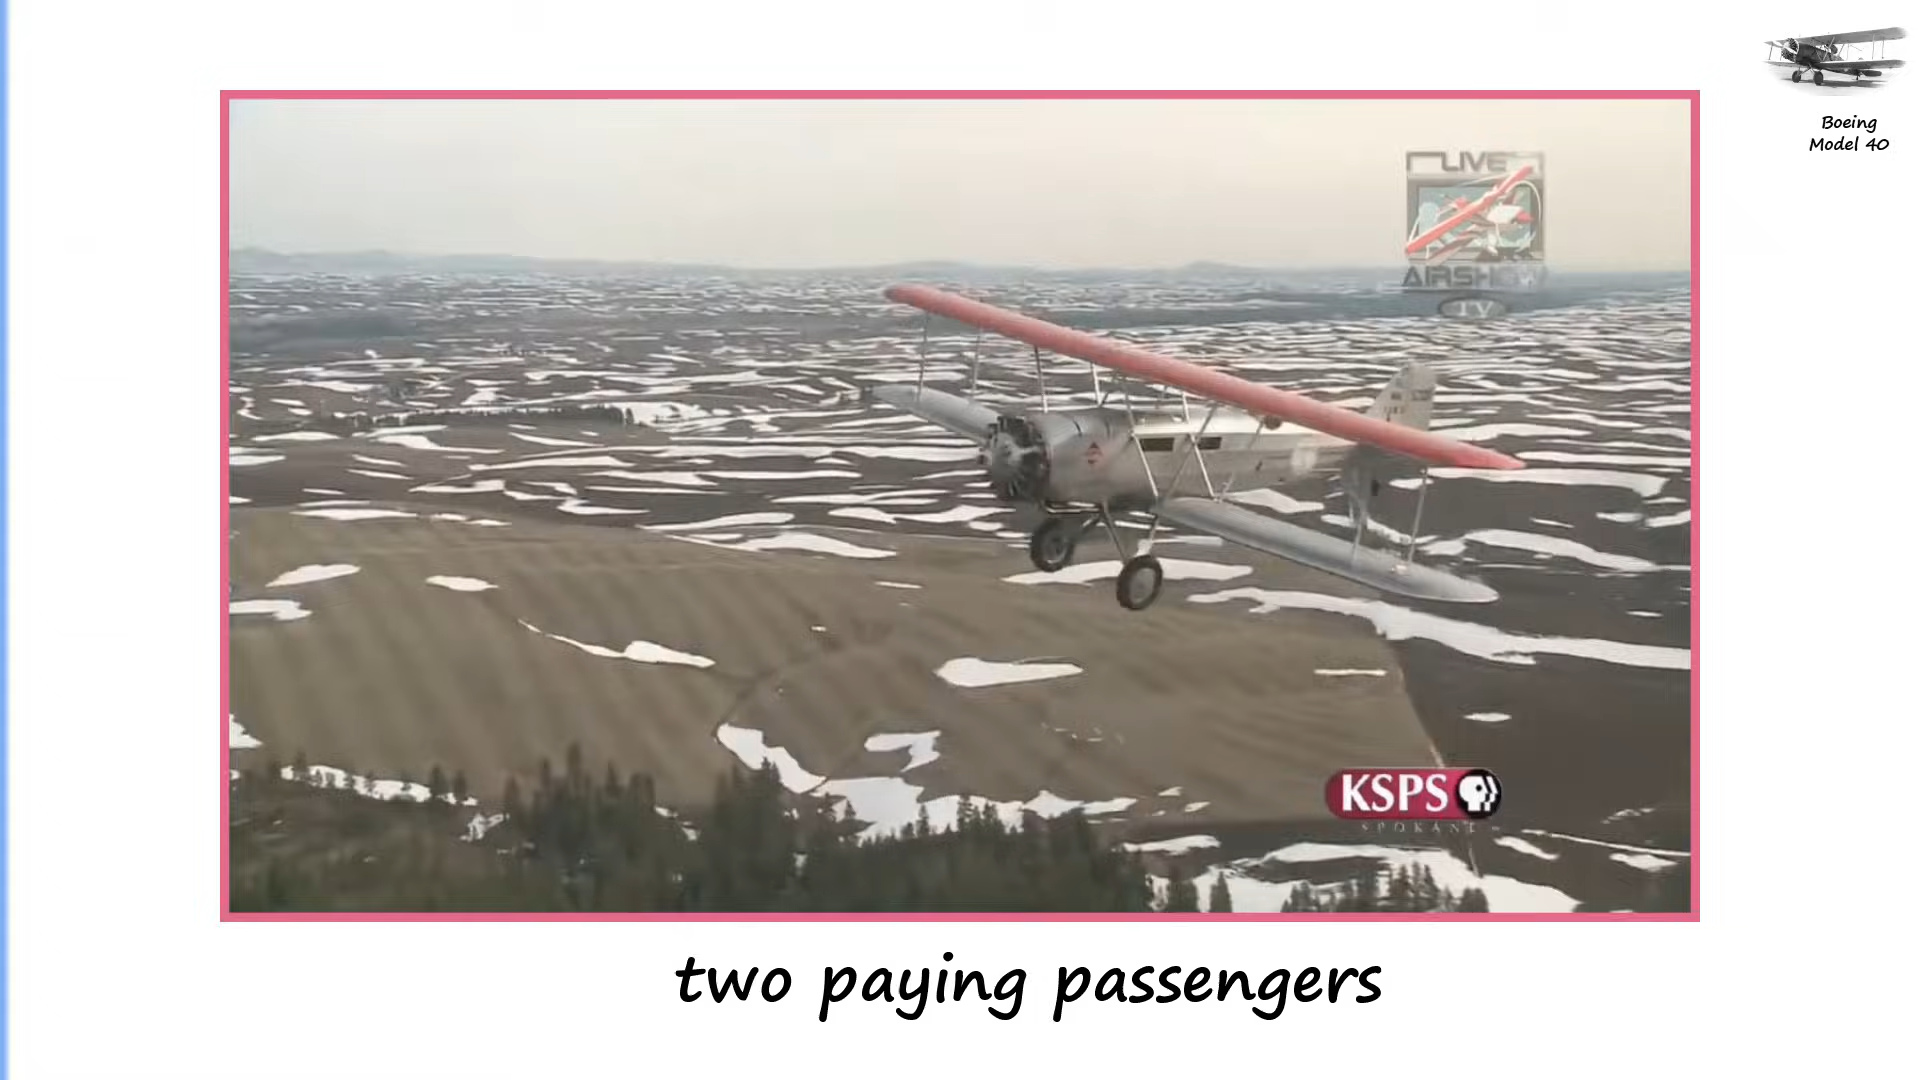 Boeing
Model 40
LIVE
AIRSHOW
TV
KSPS
SPOKANE
two paying passengers